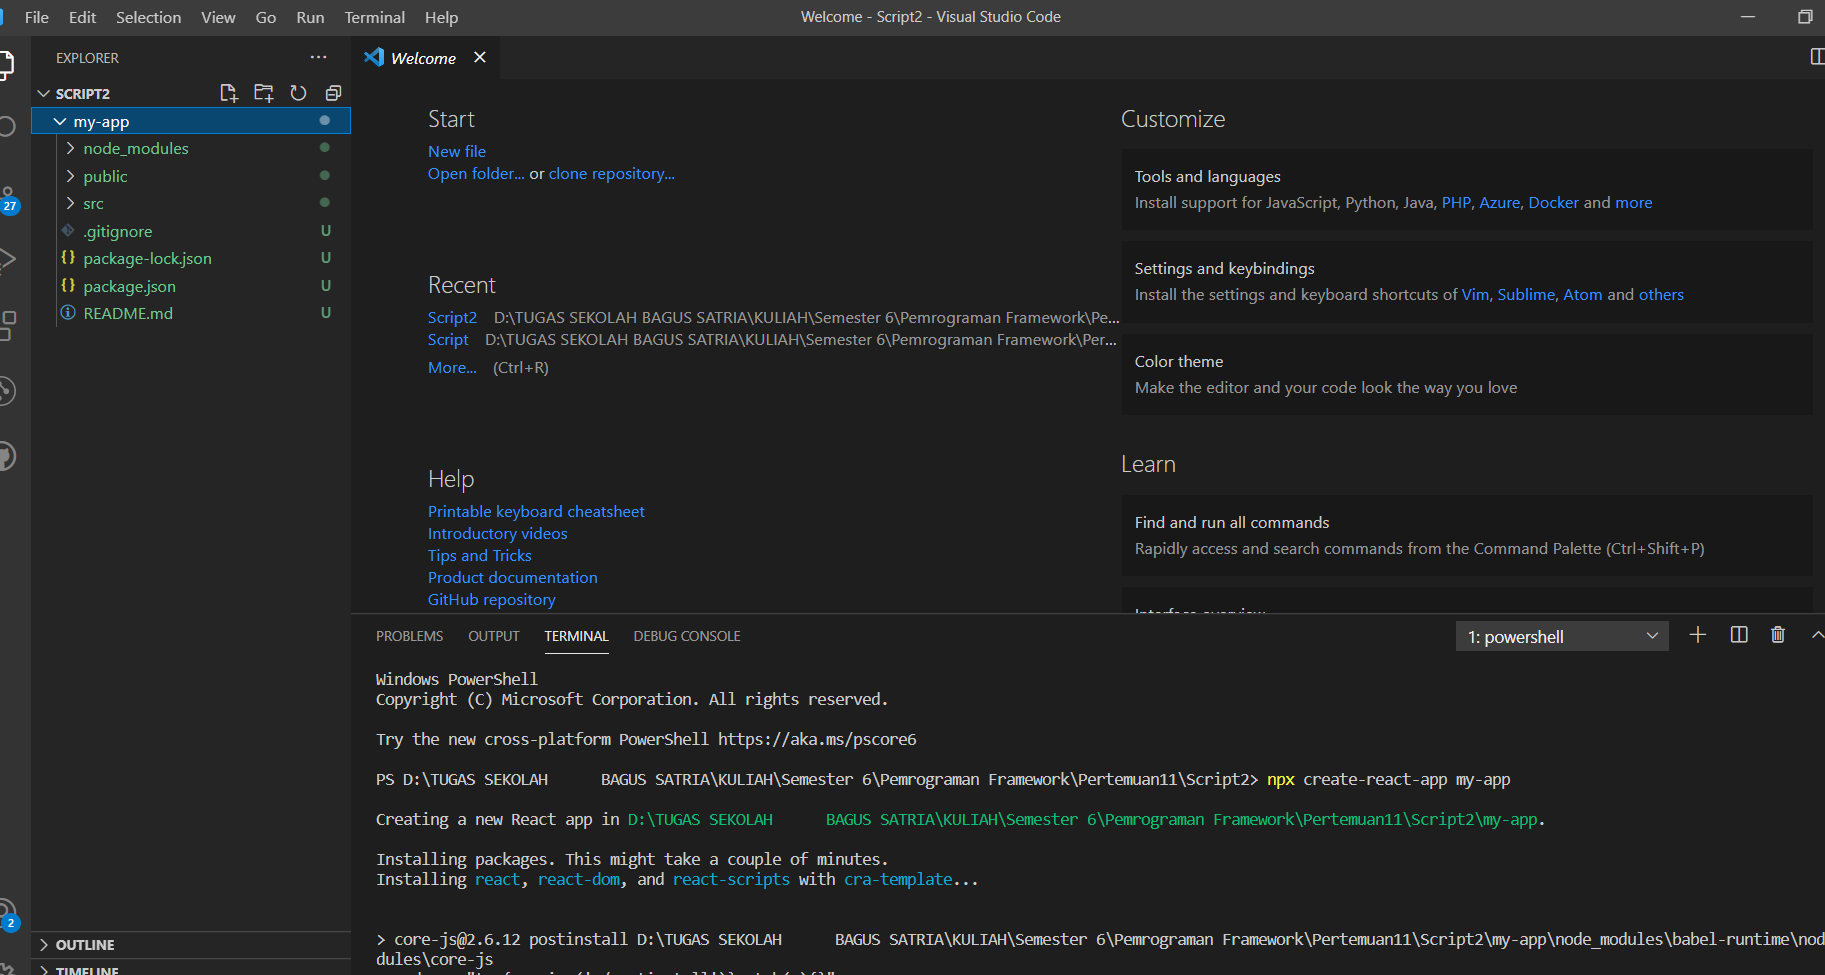 File Edit Selection View Go Run Terminal Help
Welcome - Script2 - Visual Studio Code
EXPLORER
SCRIPT2
my-app
node_modules
public
src
.gitignore U
package-lock.json U
package.json U
README.md U
27
2
OUTLINE
TIMELINE
Welcome
Start
New file
Open folder... or clone repository...
Recent
Script2 D:\TUGAS SEKOLAH BAGUS SATRIA\KULIAH\Semester 6\Pemrograman Framework\Pe...
Script D:\TUGAS SEKOLAH BAGUS SATRIA\KULIAH\Semester 6\Pemrograman Framework\Per...
More... (Ctrl+R)
Help
Printable keyboard cheatsheet
Introductory videos
Tips and Tricks
Product documentation
GitHub repository
Customize
Tools and languages
Install support for JavaScript, Python, Java, PHP, Azure, Docker and more
Settings and keybindings
Install the settings and keyboard shortcuts of Vim, Sublime, Atom and others
Color theme
Make the editor and your code look the way you love
Learn
Find and run all commands
Rapidly access and search commands from the Command Palette (Ctrl+Shift+P)
Interface overview
PROBLEMS OUTPUT TERMINAL DEBUG CONSOLE
1: powershell
Windows PowerShell
Copyright (C) Microsoft Corporation. All rights reserved.
Try the new cross-platform PowerShell https://aka.ms/pscore6
PS D:\TUGAS SEKOLAH BAGUS SATRIA\KULIAH\Semester 6\Pemrograman Framework\Pertemuan11\Script2> npx create-react-app my-app
Creating a new React app in D:\TUGAS SEKOLAH BAGUS SATRIA\KULIAH\Semester 6\Pemrograman Framework\Pertemuan11\Script2\my-app.
Installing packages. This might take a couple of minutes.
Installing react, react-dom, and react-scripts with cra-template...
> core-js@2.6.12 postinstall D:\TUGAS SEKOLAH BAGUS SATRIA\KULIAH\Semester 6\Pemrograman Framework\Pertemuan11\Script2\my-app\node_modules\babel-runtime\nod
dules\core-js